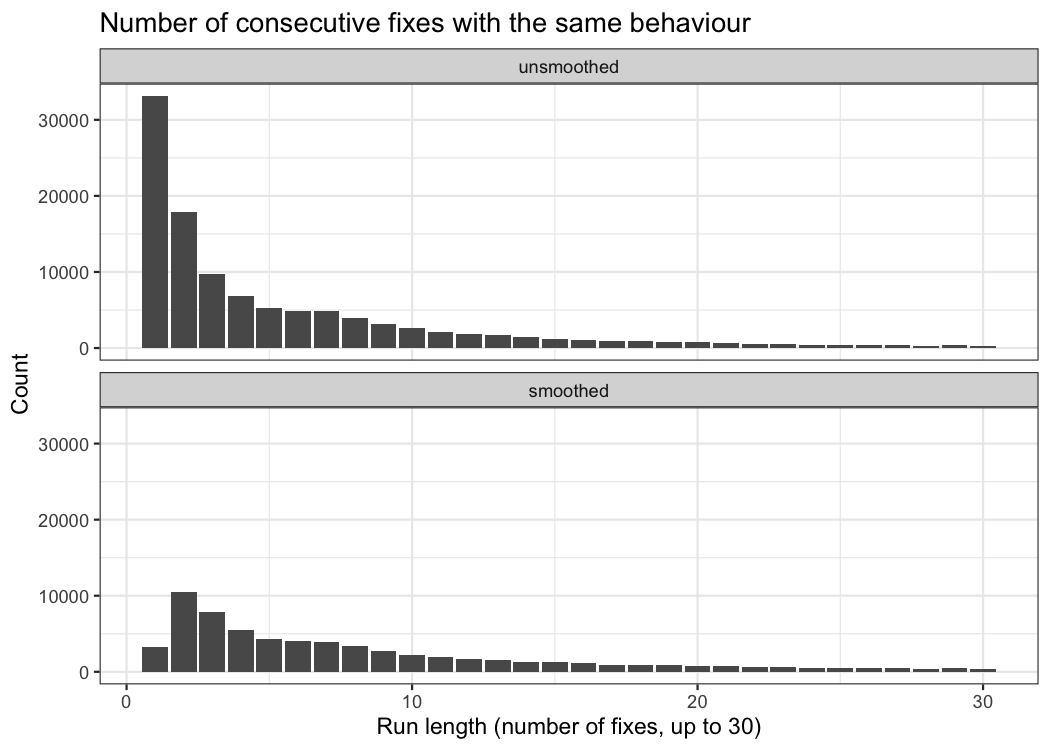 Number of consecutive fixes with the same behaviour
unsmoothed
30000
20000
10000
0
Count
smoothed
30000
20000
10000
0
0 10 20 30
Run length (number of fixes, up to 30)